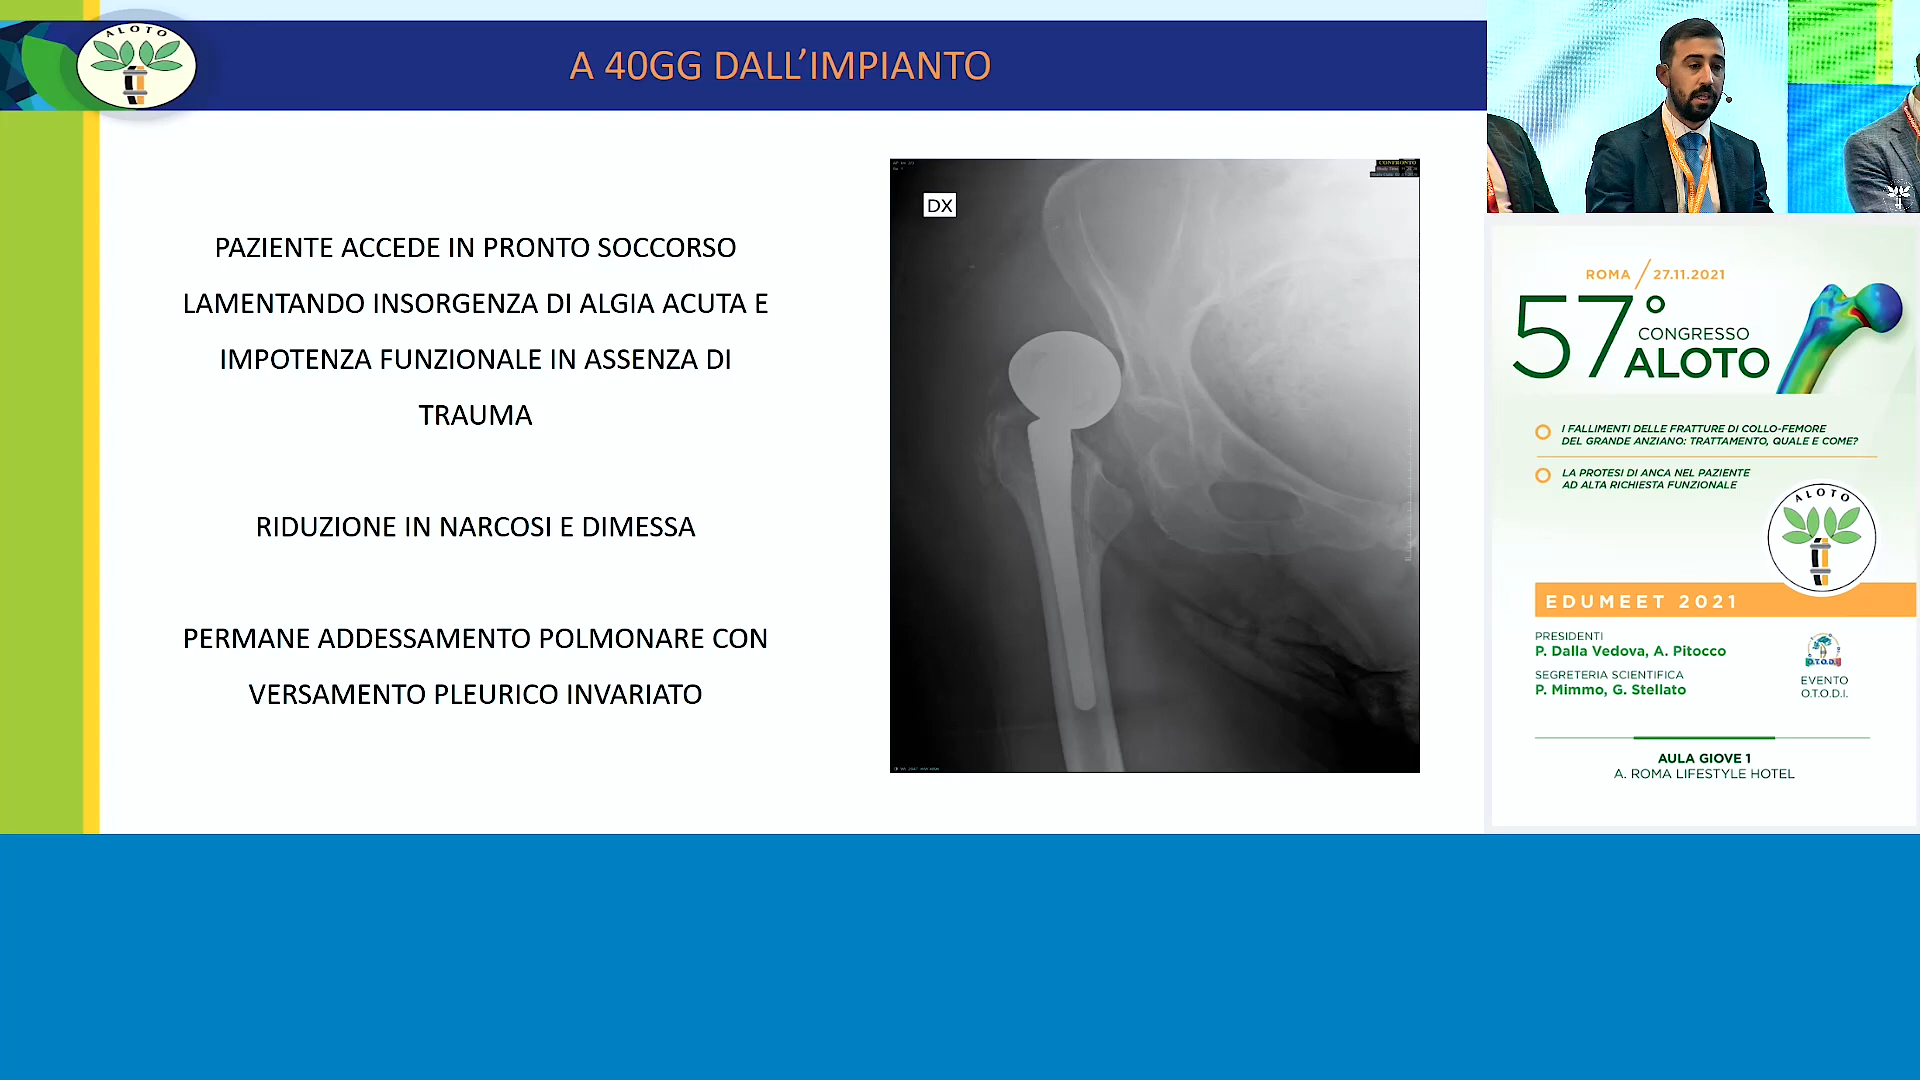 ALOTO
A 40GG DALL’IMPIANTO
PAZIENTE ACCEDE IN PRONTO SOCCORSO
LAMENTANDO INSORGENZA DI ALGIA ACUTA E
IMPOTENZA FUNZIONALE IN ASSENZA DI
TRAUMA
RIDUZIONE IN NARCOSI E DIMESSA
PERMANE ADDESSAMENTO POLMONARE CON
VERSAMENTO PLEURICO INVARIATO
CONFRONTO
DX
ROMA / 27.11.2021
57°
CONGRESSO
ALOTO
I FALLIMENTI DELLE FRATTURE DI COLLO-FEMORE
DEL GRANDE ANZIANO: TRATTAMENTO, QUALE E COME?
LA PROTESI DI ANCA NEL PAZIENTE
AD ALTA RICHIESTA FUNZIONALE
ALOTO
EDUMEET 2021
PRESIDENTI
P. Dalla Vedova, A. Pitocco
SEGRETERIA SCIENTIFICA
P. Mimmo, G. Stellato
O.T.O.D.I.
EVENTO
O.T.O.D.I.
AULA GIOVE 1
A. ROMA LIFESTYLE HOTEL